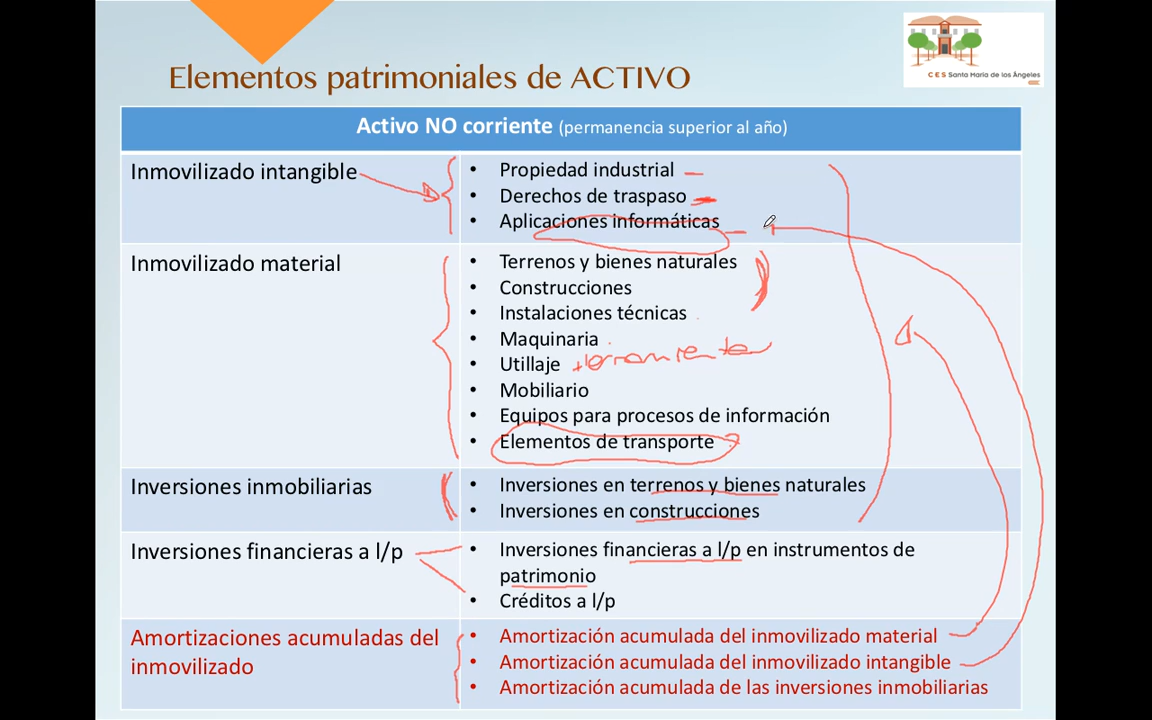 CES Santa María de los Ángeles
Elementos patrimoniales de ACTIVO
Activo NO corriente (permanencia superior al año)
Inmovilizado intangible
• Propiedad industrial
• Derechos de traspaso
• Aplicaciones informáticas
Inmovilizado material
• Terrenos y bienes naturales
• Construcciones
• Instalaciones técnicas
• Maquinaria
• Utillaje
• Mobiliario
• Equipos para procesos de información
• Elementos de transporte
Inversiones inmobiliarias
• Inversiones en terrenos y bienes naturales
• Inversiones en construcciones
Inversiones financieras a l/p
• Inversiones financieras a l/p en instrumentos de
patrimonio
• Créditos a l/p
Amortizaciones acumuladas del
inmovilizado
• Amortización acumulada del inmovilizado material
• Amortización acumulada del inmovilizado intangible
• Amortización acumulada de las inversiones inmobiliarias